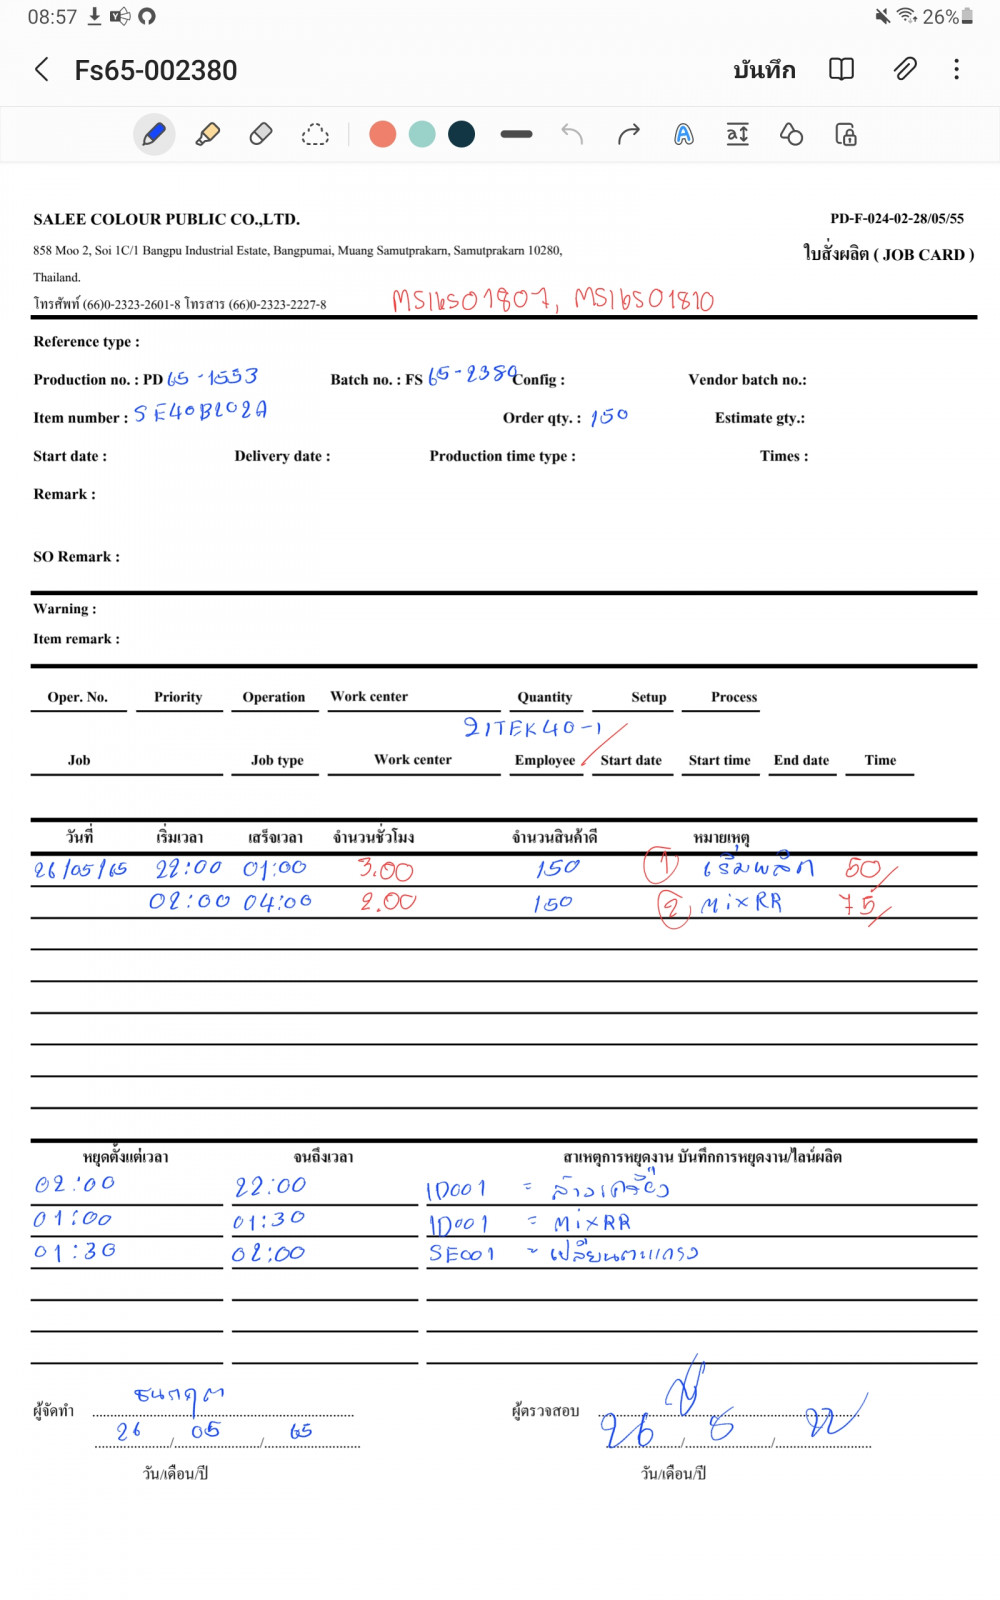 08:57 26%
Fs65-002380 บันทึก
SALEE COLOUR PUBLIC CO.,LTD. PD-F-024-02-28/05/55
858 Moo 2, Soi 1C/1 Bangpu Industrial Estate, Bangpumai, Muang Samutprakarn, Samutprakarn 10280, ใบสั่งผลิต ( JOB CARD )
Thailand.
โทรศัพท์ (66)0-2323-2601-8 โทรสาร (66)0-2323-2227-8 MS16S01807, MS16S01810
Reference type :
Production no. : PD 65-1553 Batch no. : FS 65-2380 Config : Vendor batch no.:
Item number : SE40B202A Order qty. : 150 Estimate gty.:
Start date : Delivery date : Production time type : Times :
Remark :
SO Remark :
Warning :
Item remark :
Oper. No. Priority Operation Work center Quantity Setup Process
21TEK40-1
Job Job type Work center Employee Start date Start time End date Time
วันที่ เริ่มเวลา เสร็จเวลา จำนวนชั่วโมง จำนวนสินค้าดี หมายเหตุ
26/05/65 22:00 01:00 3.00 150 1 เริ่มผลิต 50/
02:00 04:00 2.00 150 2 MixRR 75/
หยุดตั้งแต่เวลา จนถึงเวลา สาเหตุการหยุดงาน บันทึกการหยุดงาน/ไลน์ผลิต
02:00 22:00 ID001 = ล้างเครื่อง
01:00 01:30 ID001 = MixRR
01:30 02:00 SE001 = เปลี่ยนตะแกรง
ผู้จัดทำ ธนกฤต ผู้ตรวจสอบ
26 / 05 / 65 26 / 5 / 22
วัน/เดือน/ปี วัน/เดือน/ปี